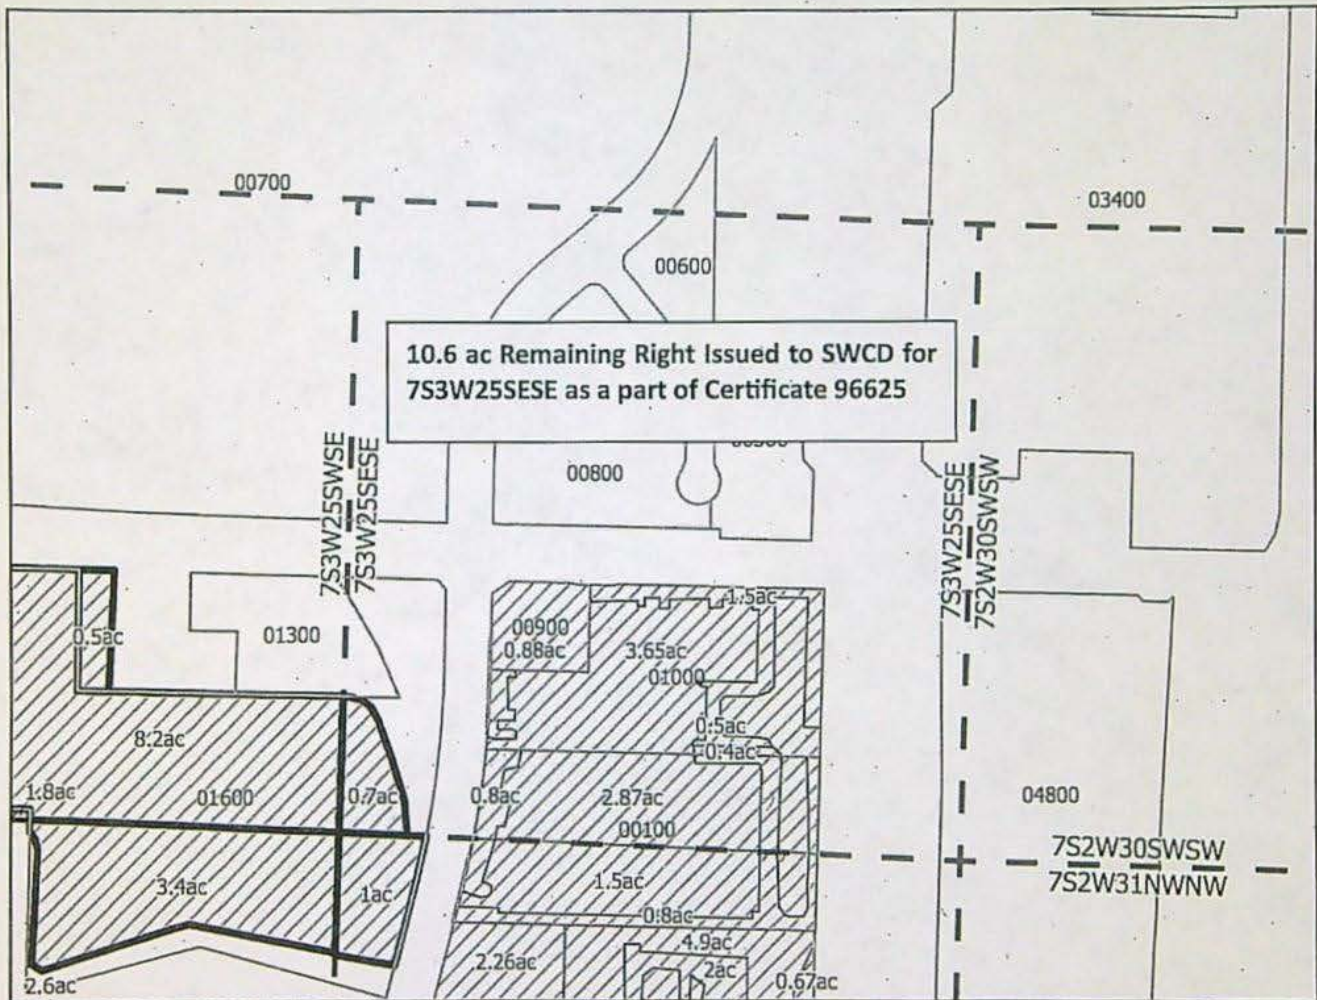 00700
03400
00600
10.6 ac Remaining Right Issued to SWCD for
7S3W25SESE as a part of Certificate 96625
00800
7S3W25SWSE
7S3W25SESE
7S3W25SESE
7S2W30SWSW
0.5ac
01300
00900
0.88ac
1.5ac
3.65ac
01000
0.5ac
0.4ac
8.2ac
1.8ac
01600
0.7ac
0.8ac
2.87ac
00100
04800
7S2W30SWSW
7S2W31NWNW
3.4ac
1ac
1.5ac
0.8ac
2.26ac
4.9ac
2ac
0.67ac
2.6ac